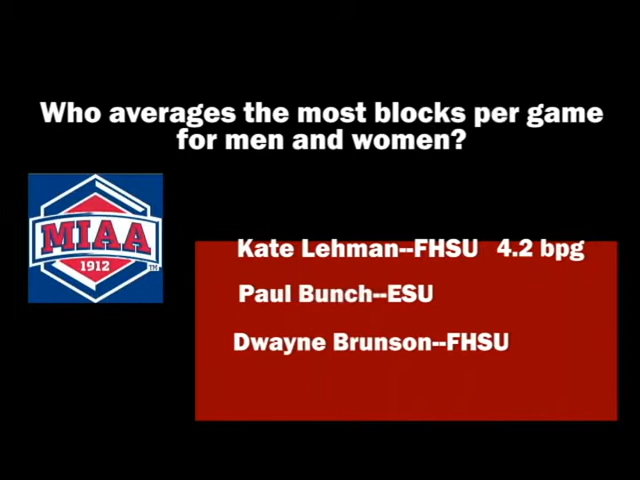 Who averages the most blocks per game
for men and women?
MIAA
1912
TM
Kate Lehman--FHSU 4.2 bpg
Paul Bunch--ESU
Dwayne Brunson--FHSU